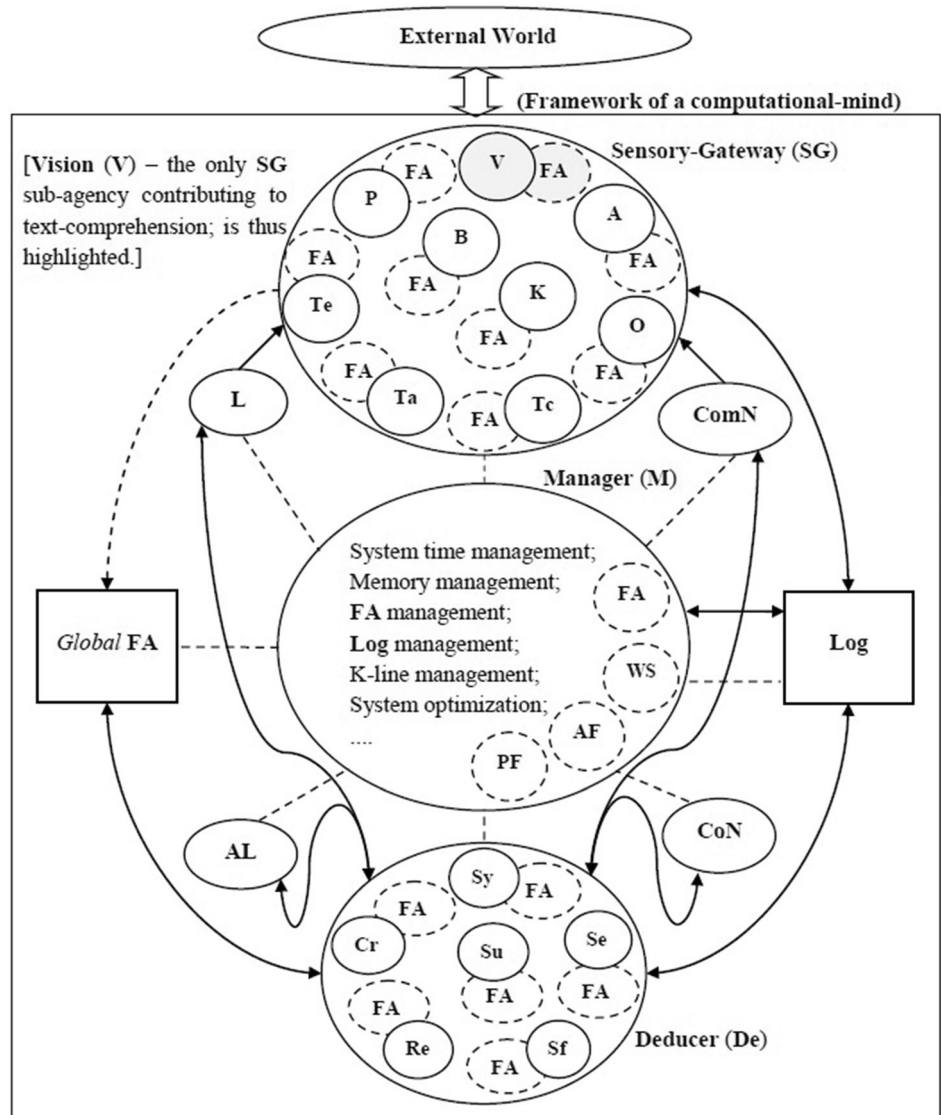 External World
(Framework of a computational-mind)
Sensory-Gateway (SG)
[Vision (V) – the only SG
sub-agency contributing to
text-comprehension; is thus
highlighted.]
V
FA
FA
P
A
B
FA
FA
FA
K
Te
O
FA
FA
FA
Ta
FA
Tc
L
ComN
Manager (M)
System time management;
Memory management;
FA management;
Log management;
K-line management;
System optimization;
....
FA
WS
AF
PF
Global FA
Log
AL
CoN
Sy
FA
FA
Cr
Su
Se
FA
FA
FA
Re
Sf
FA
Deducer (De)